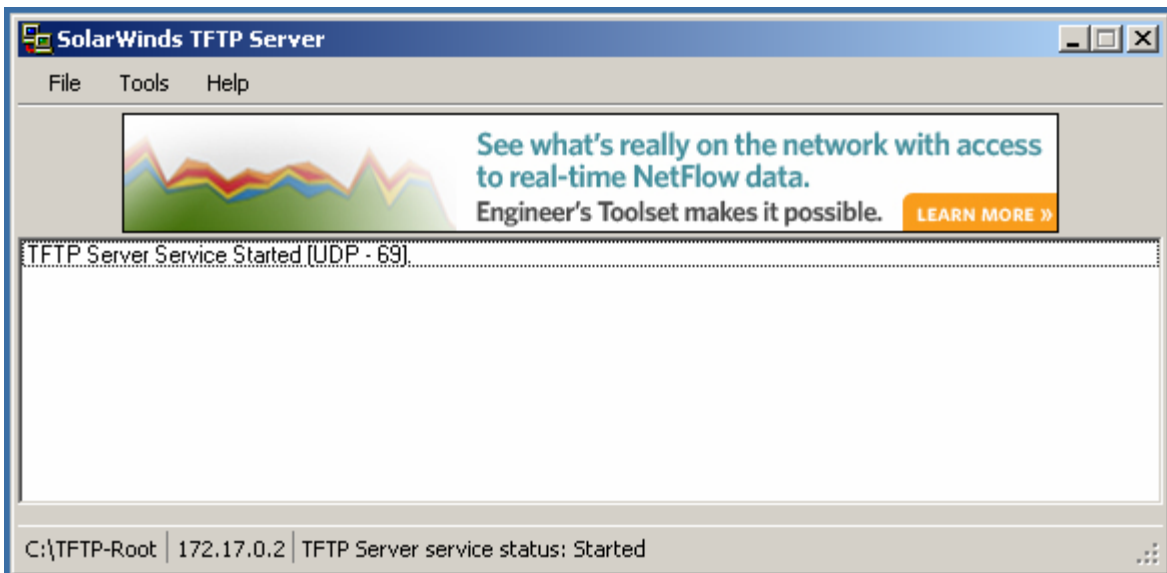 SolarWinds TFTP Server
File Tools Help
See what's really on the network with access
to real-time NetFlow data.
Engineer's Toolset makes it possible. LEARN MORE »
TFTP Server Service Started [UDP - 69].
C:\TFTP-Root 172.17.0.2 TFTP Server service status: Started